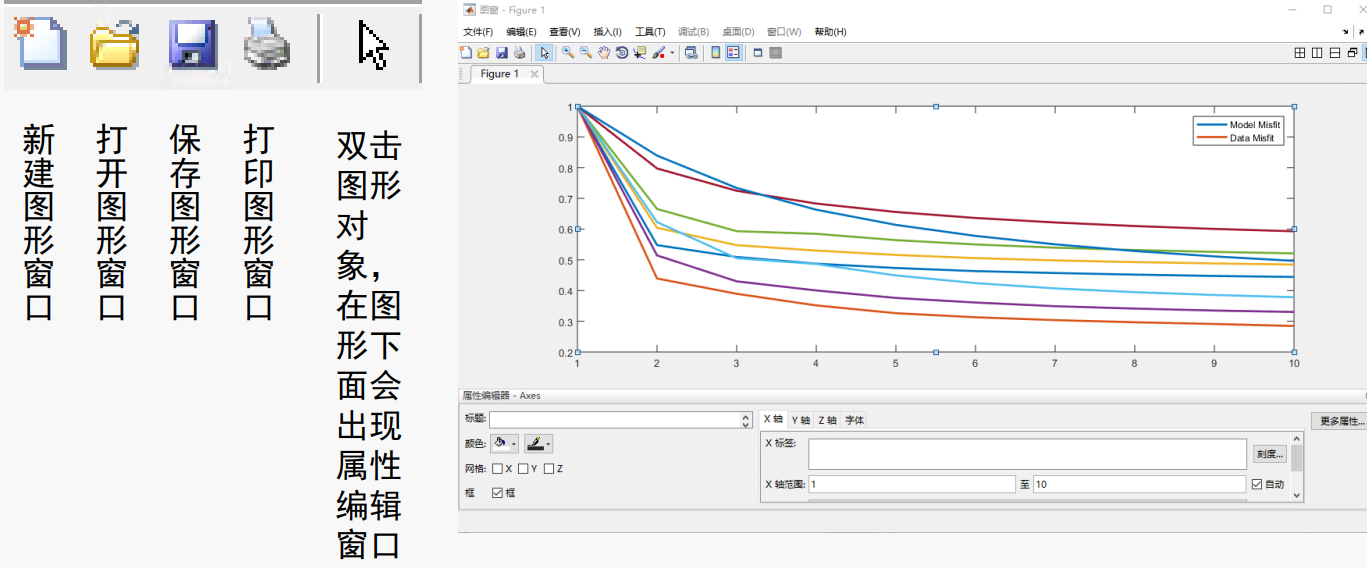 新建图形窗口
打开图形窗口
保存图形窗口
打印图形窗口
双击
图形
对
象，
在图
形下
面会
出现
属性
编辑
窗口
图窗 - Figure 1
文件(F) 编辑(E) 查看(V) 插入(I) 工具(T) 调试(B) 桌面(D) 窗口(W) 帮助(H)
Figure 1
1
0.9
0.8
0.7
0.6
0.5
0.4
0.3
0.2
1 2 3 4 5 6 7 8 9 10
Model Misfit
Data Misfit
属性编辑器 - Axes
标题:
颜色:
网格: X Y Z
框 框
X 轴 Y 轴 Z 轴 字体
X 标签:
刻度...
X 轴范围: 1 至 10 自动
更多属性...